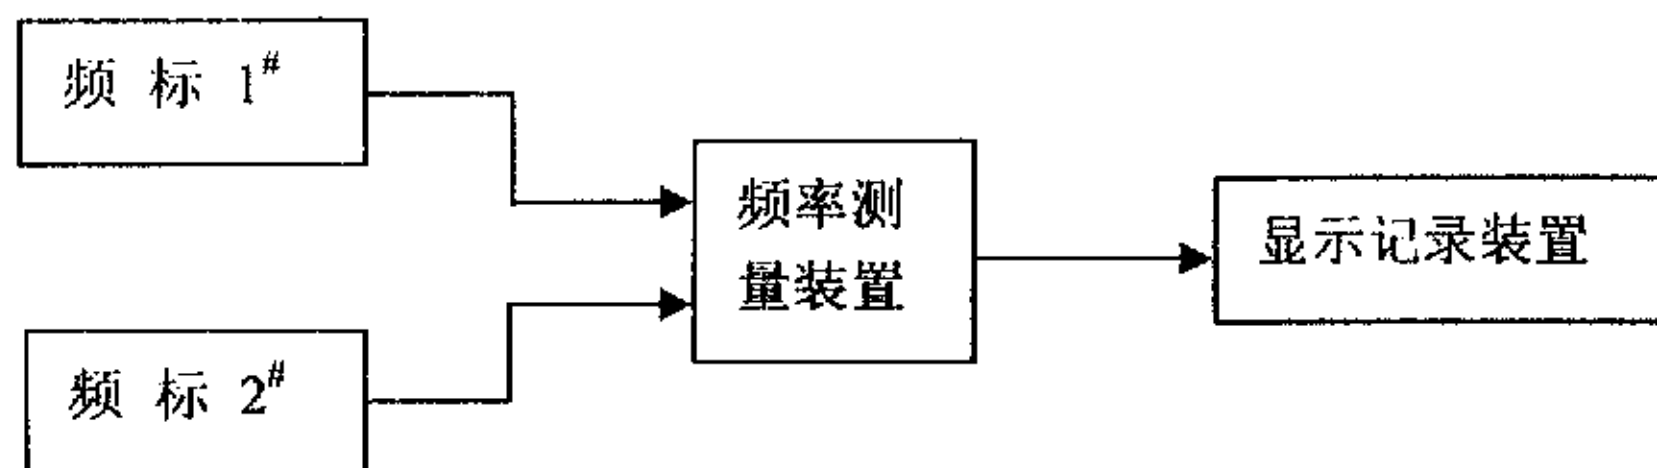 频 标 1#
频率测
量装置
显示记录装置
频 标 2#